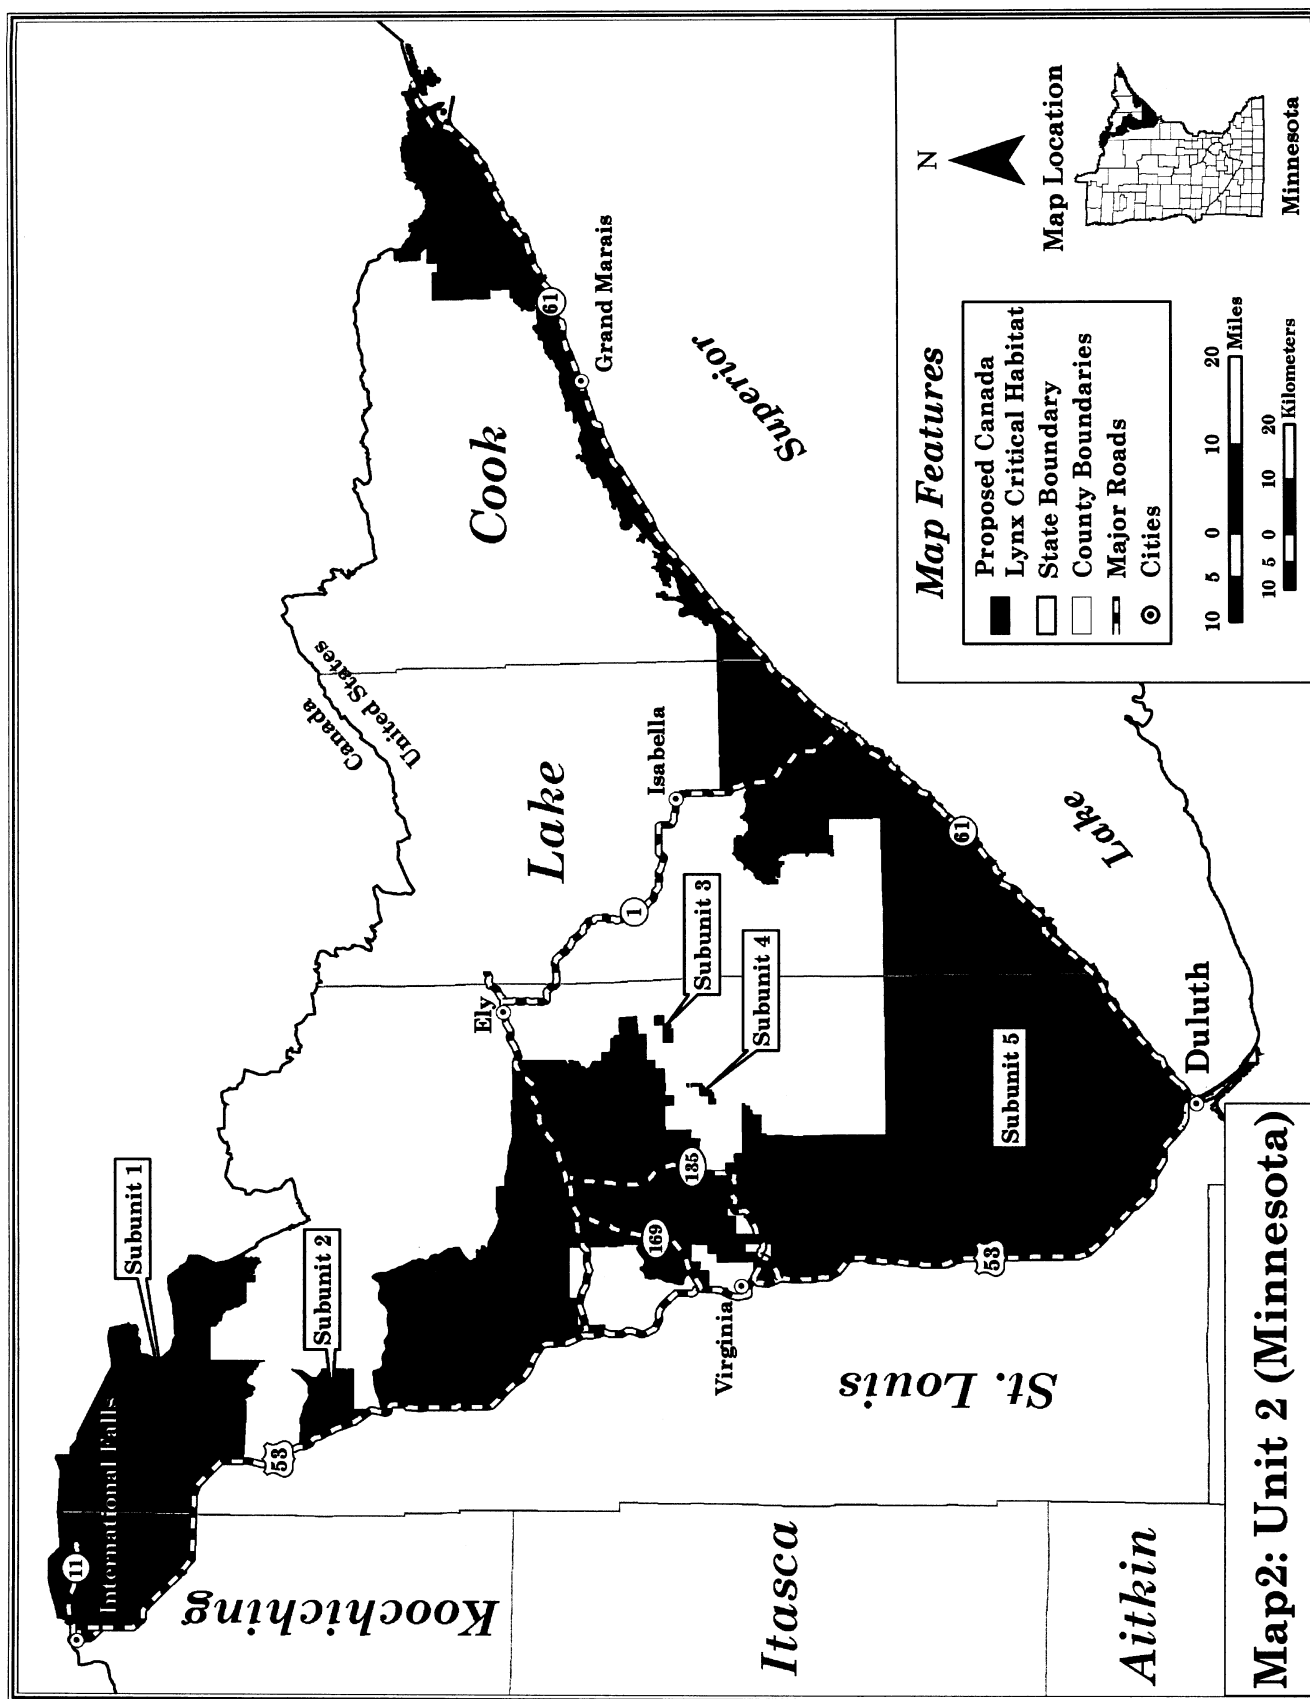 Map2: Unit 2 (Minnesota)
Koochiching
Itasca
Aitkin
St. Louis
Lake
Cook
Lake
Superior
Canada
United States
International Falls
Ely
Isabella
Grand Marais
Virginia
Duluth
Subunit 1
Subunit 2
Subunit 3
Subunit 4
Subunit 5
11
53
53
169
135
1
61
61
Map Features
Proposed Canada
Lynx Critical Habitat
State Boundary
County Boundaries
Major Roads
Cities
10 5 0 10 20
Miles
10 5 0 10 20
Kilometers
N
Map Location
Minnesota